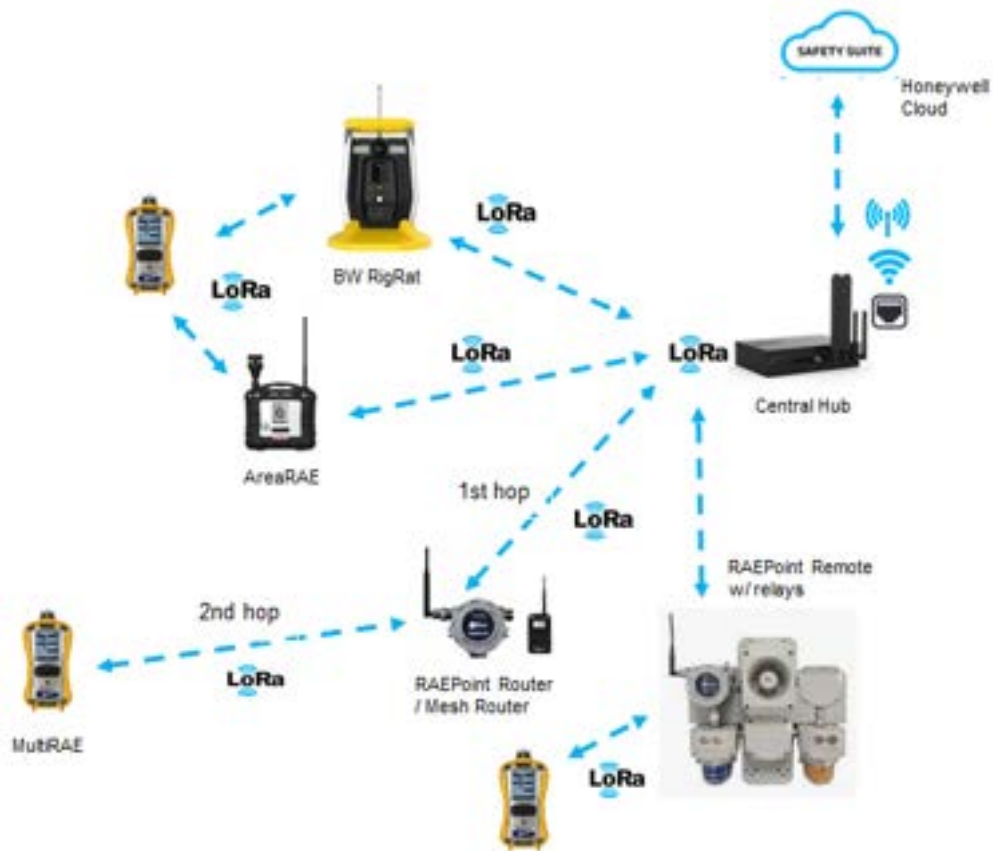 SAFETY SUITE
Honeywell
Cloud
LoRa
BW RigRat
LoRa
LoRa
LoRa
Central Hub
AreaRAE
1st hop
LoRa
RAEPoint Remote
w/ relays
2nd hop
LoRa
RAEPoint Router
/ Mesh Router
MultiRAE
LoRa